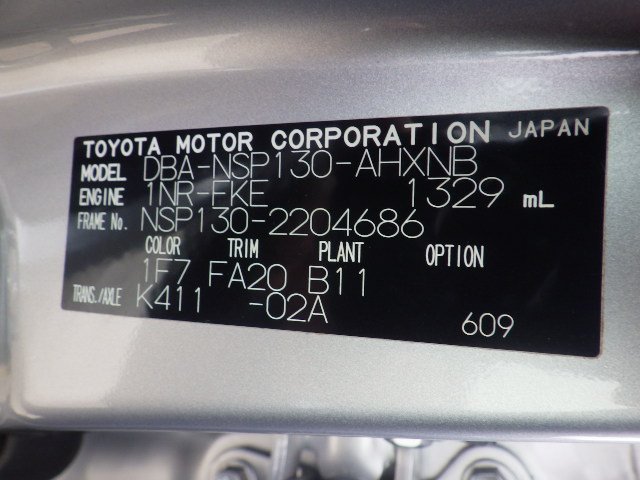 TOYOTA MOTOR CORPORATION JAPAN
MODEL DBA-NSP130-AHXNB
ENGINE 1NR-FKE 1329 mL
FRAME No. NSP130-2204686
COLOR TRIM PLANT OPTION
1F7 FA20 B11
TRANS./AXLE K411 -02A
609